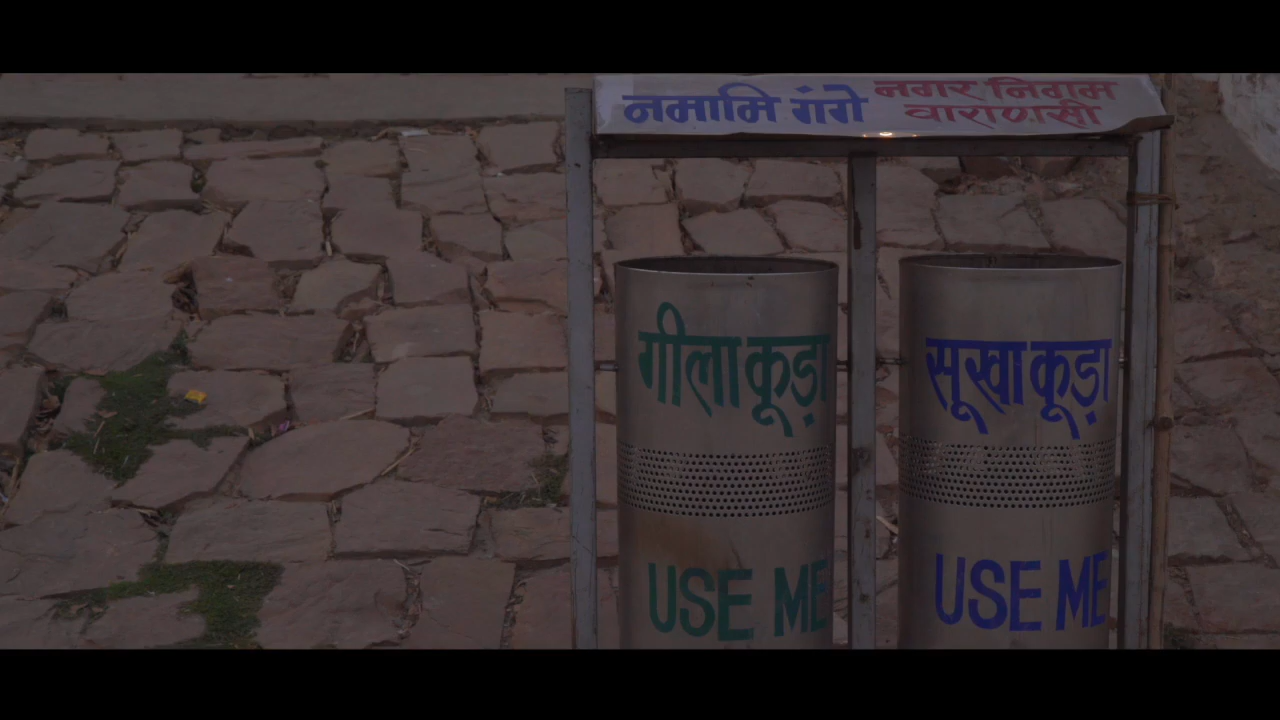 नमामि गंगे
नगर निगम
वाराणसी
गीला कूड़ा
USE ME
सूखा कूड़ा
USE ME